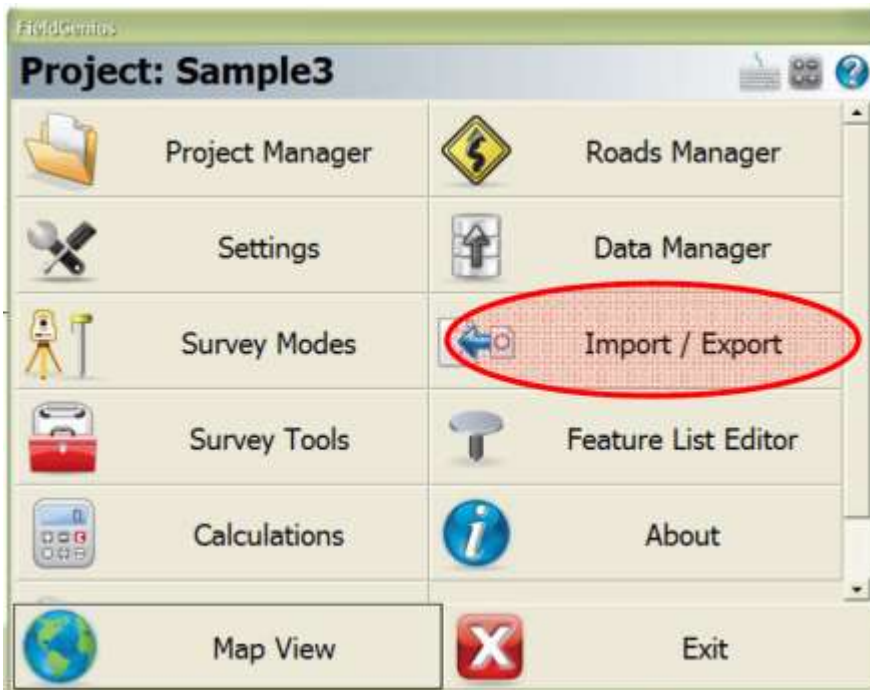 FieldGenius
Project: Sample3
Project Manager
Roads Manager
Settings
Data Manager
Survey Modes
Import / Export
Survey Tools
Feature List Editor
Calculations
About
Map View
Exit